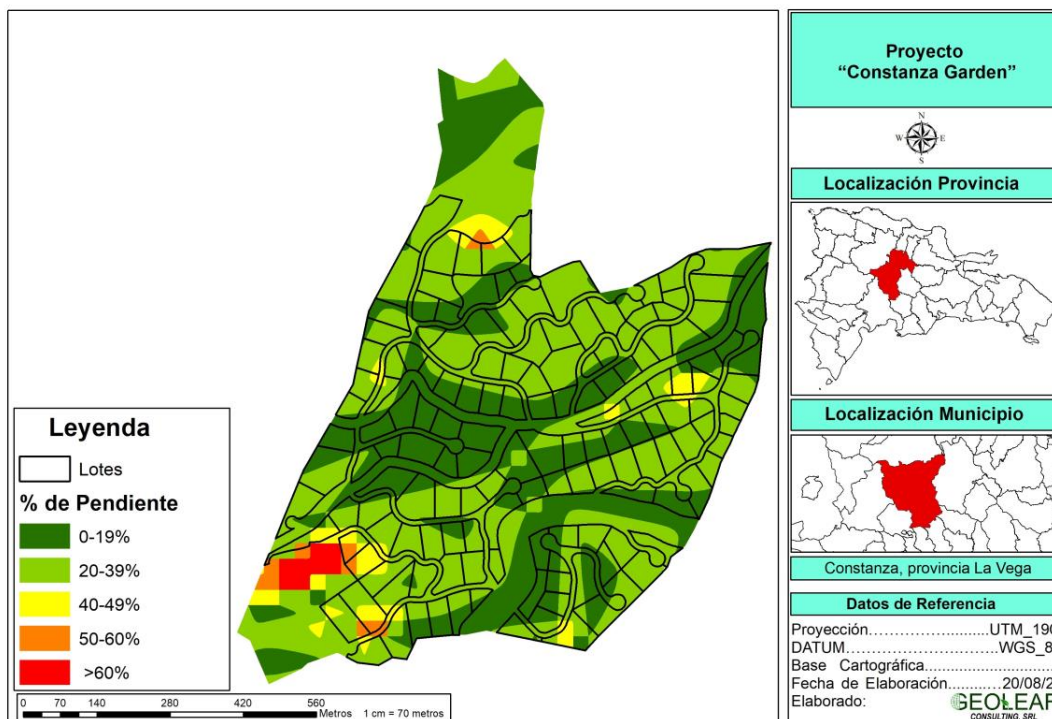 Proyecto
“Constanza Garden”
N
W E
S
Localización Provincia
Localización Municipio
Constanza, provincia La Vega
Datos de Referencia
Proyección........................UTM_190
DATUM........................WGS_8
Base Cartográfica........................
Fecha de Elaboración............20/08/2
Elaborado: GEOLEAF
CONSULTING, SRL
Leyenda
Lotes
% de Pendiente
0-19%
20-39%
40-49%
50-60%
>60%
0 70 140 280 420 560
Metros 1 cm = 70 metros